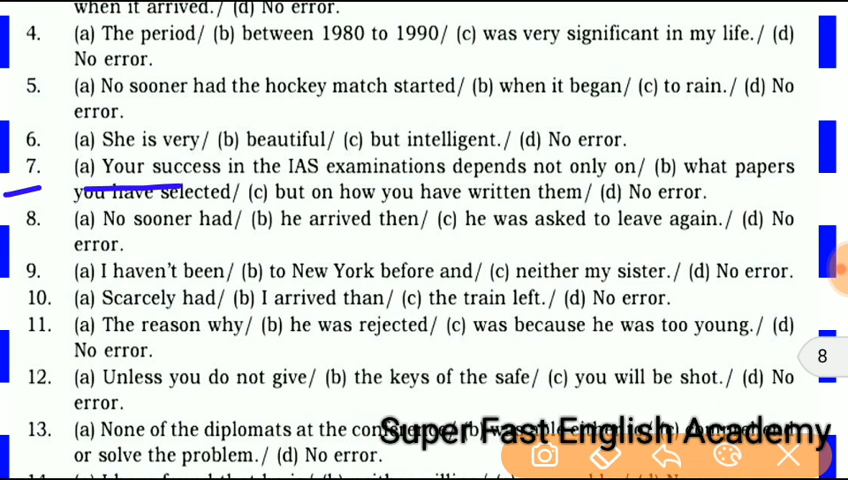 when it arrived./ (d) No error.
4. (a) The period/ (b) between 1980 to 1990/ (c) was very significant in my life./ (d)
No error.
5. (a) No sooner had the hockey match started/ (b) when it began/ (c) to rain./ (d) No
error.
6. (a) She is very/ (b) beautiful/ (c) but intelligent./ (d) No error.
7. (a) Your success in the IAS examinations depends not only on/ (b) what papers
you have selected/ (c) but on how you have written them/ (d) No error.
8. (a) No sooner had/ (b) he arrived then/ (c) he was asked to leave again./ (d) No
error.
9. (a) I haven't been/ (b) to New York before and/ (c) neither my sister./ (d) No error.
10. (a) Scarcely had/ (b) I arrived than/ (c) the train left./ (d) No error.
11. (a) The reason why/ (b) he was rejected/ (c) was because he was too young./ (d)
No error.
8
12. (a) Unless you do not give/ (b) the keys of the safe/ (c) you will be shot./ (d) No
error.
13. (a) None of the diplomats at the
Super Fast English Academy
or solve the problem./ (d) No error.